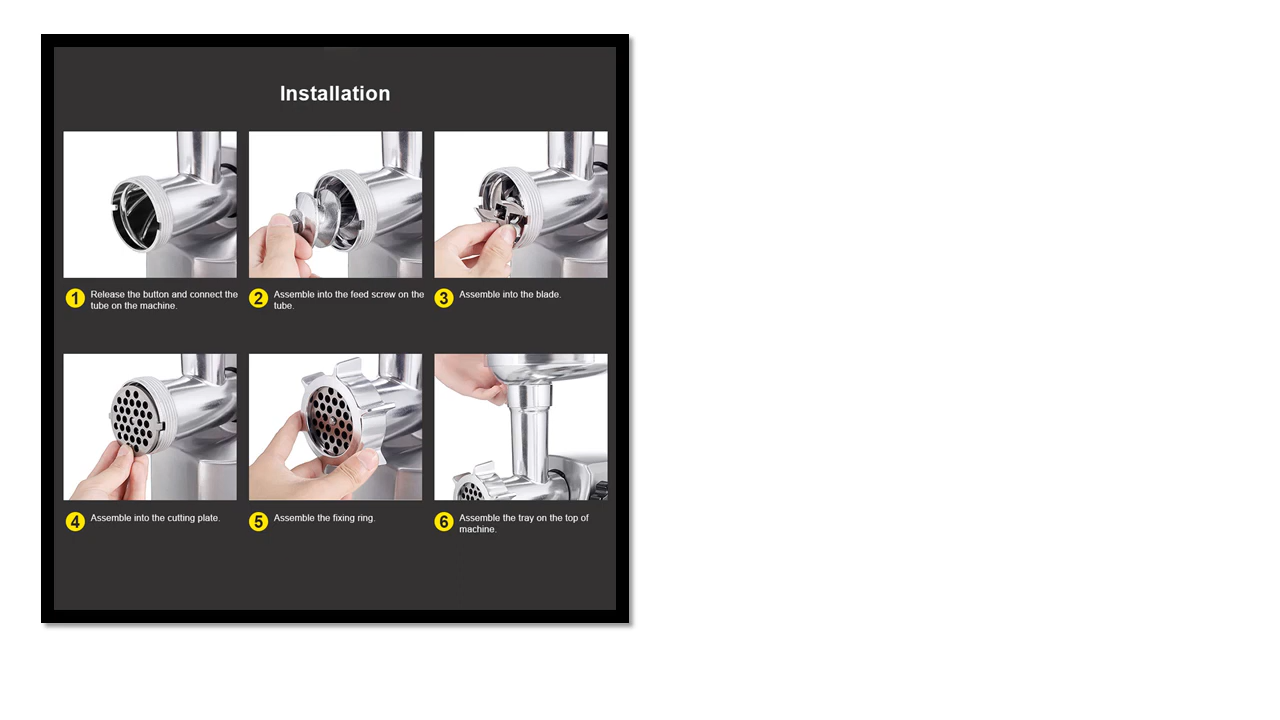 Installation
1 Release the button and connect the
tube on the machine.
2 Assemble into the feed screw on the
tube.
3 Assemble into the blade.
4 Assemble into the cutting plate.
5 Assemble the fixing ring.
6 Assemble the tray on the top of
machine.